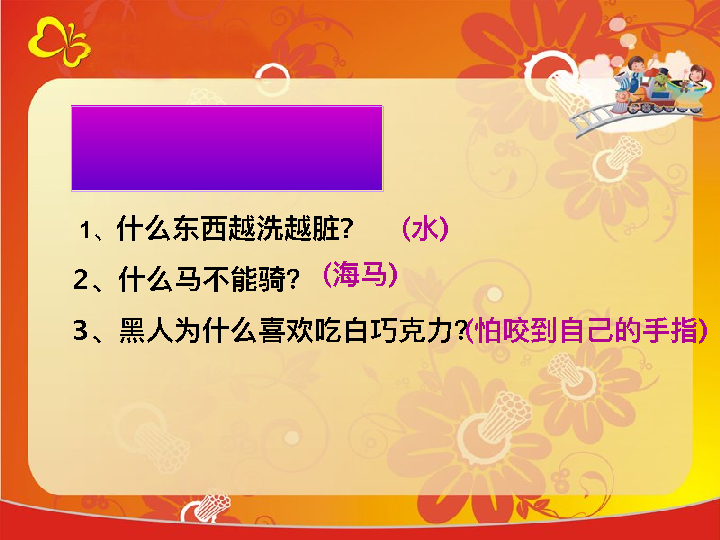 1、什么东西越洗越脏？ （水）
2、什么马不能骑？（海马）
3、黑人为什么喜欢吃白巧克力？（怕咬到自己的手指）